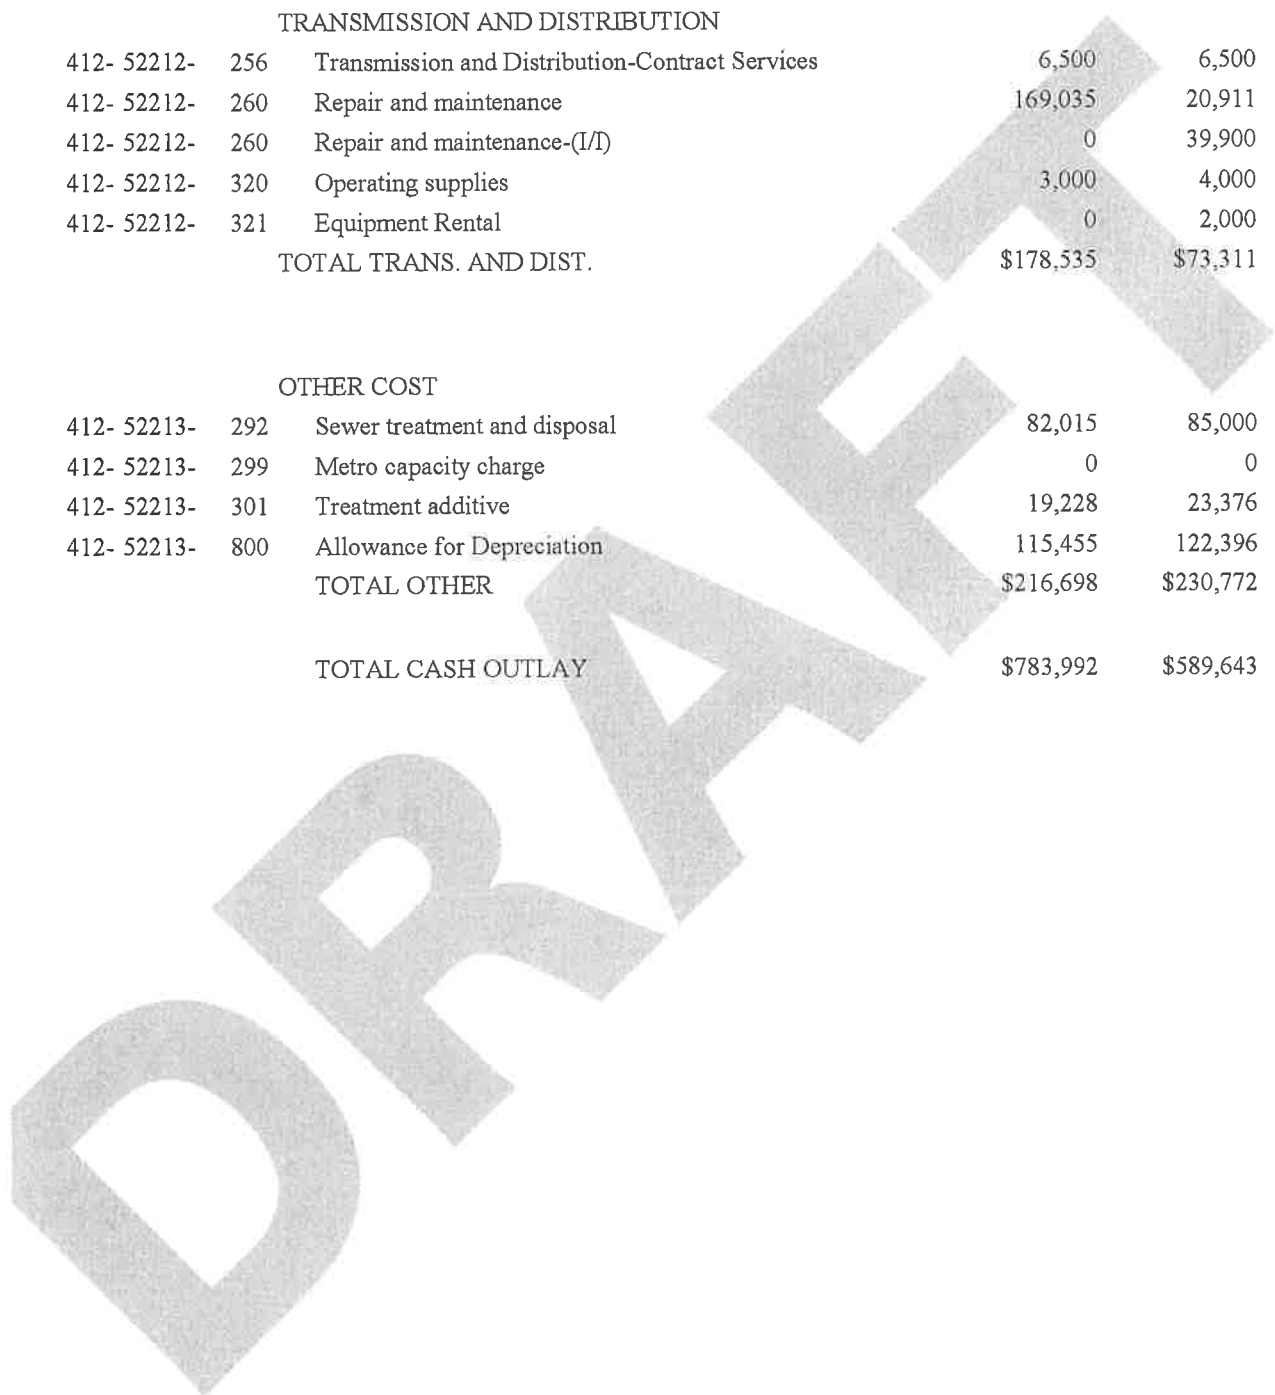 TRANSMISSION AND DISTRIBUTION
412- 52212- 256 Transmission and Distribution-Contract Services 6,500 6,500
412- 52212- 260 Repair and maintenance 169,035 20,911
412- 52212- 260 Repair and maintenance-(I/I) 0 39,900
412- 52212- 320 Operating supplies 3,000 4,000
412- 52212- 321 Equipment Rental 0 2,000
TOTAL TRANS. AND DIST. $178,535 $73,311
OTHER COST
412- 52213- 292 Sewer treatment and disposal 82,015 85,000
412- 52213- 299 Metro capacity charge 0 0
412- 52213- 301 Treatment additive 19,228 23,376
412- 52213- 800 Allowance for Depreciation 115,455 122,396
TOTAL OTHER $216,698 $230,772
TOTAL CASH OUTLAY $783,992 $589,643
DRAFT